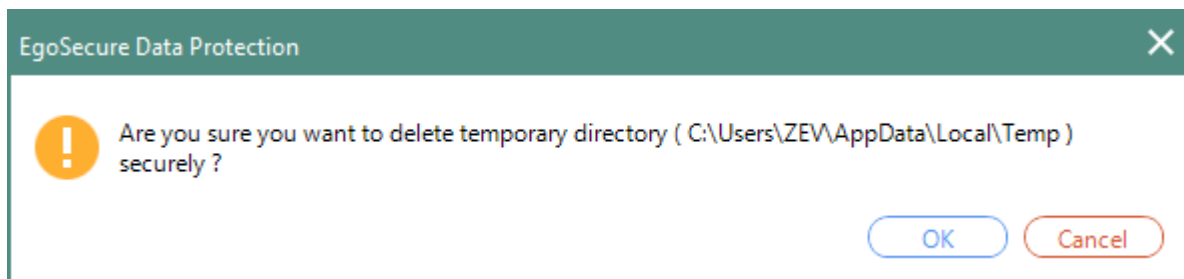 EgoSecure Data Protection
Are you sure you want to delete temporary directory ( C:\Users\ZEV\AppData\Local\Temp )
securely ?
OK
Cancel